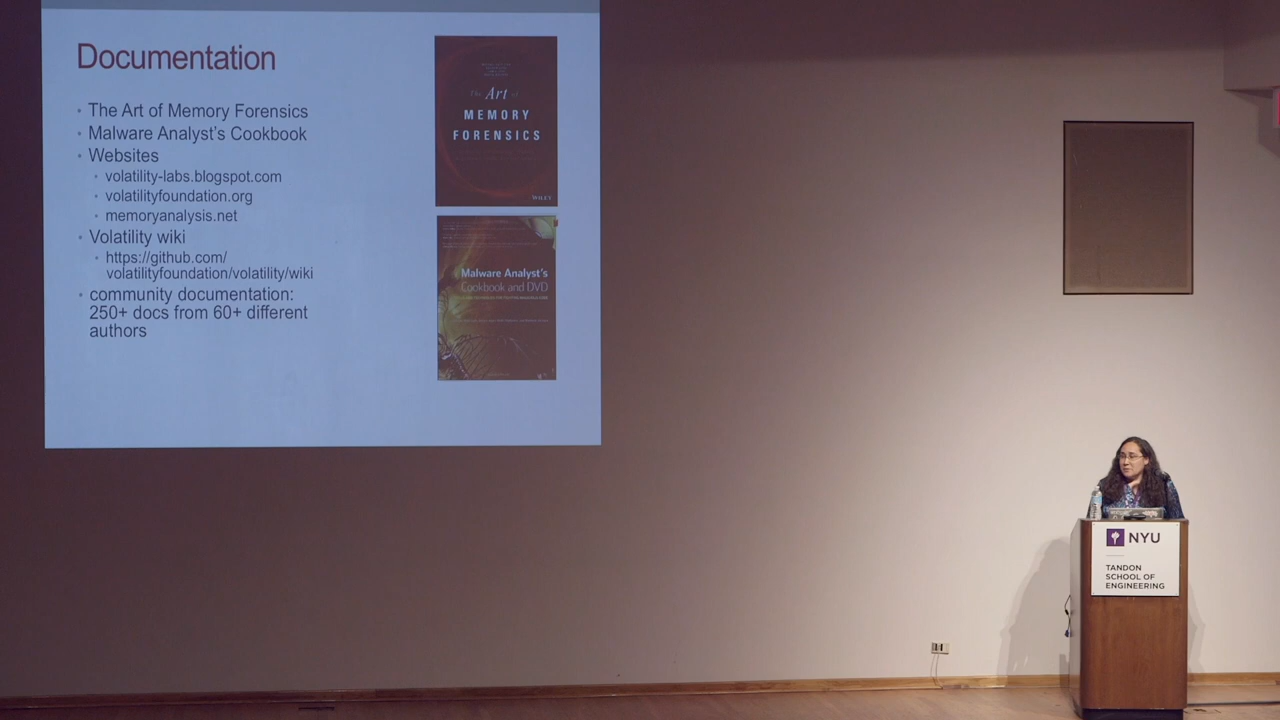 Documentation
• The Art of Memory Forensics
• Malware Analyst's Cookbook
• Websites
• volatility-labs.blogspot.com
• volatilityfoundation.org
• memoryanalysis.net
• Volatility wiki
• https://github.com/
volatilityfoundation/volatility/wiki
• community documentation:
250+ docs from 60+ different
authors
The Art of
MEMORY
FORENSICS
WILEY
Malware Analyst's
Cookbook and DVD
NYU
TANDON
SCHOOL OF
ENGINEERING